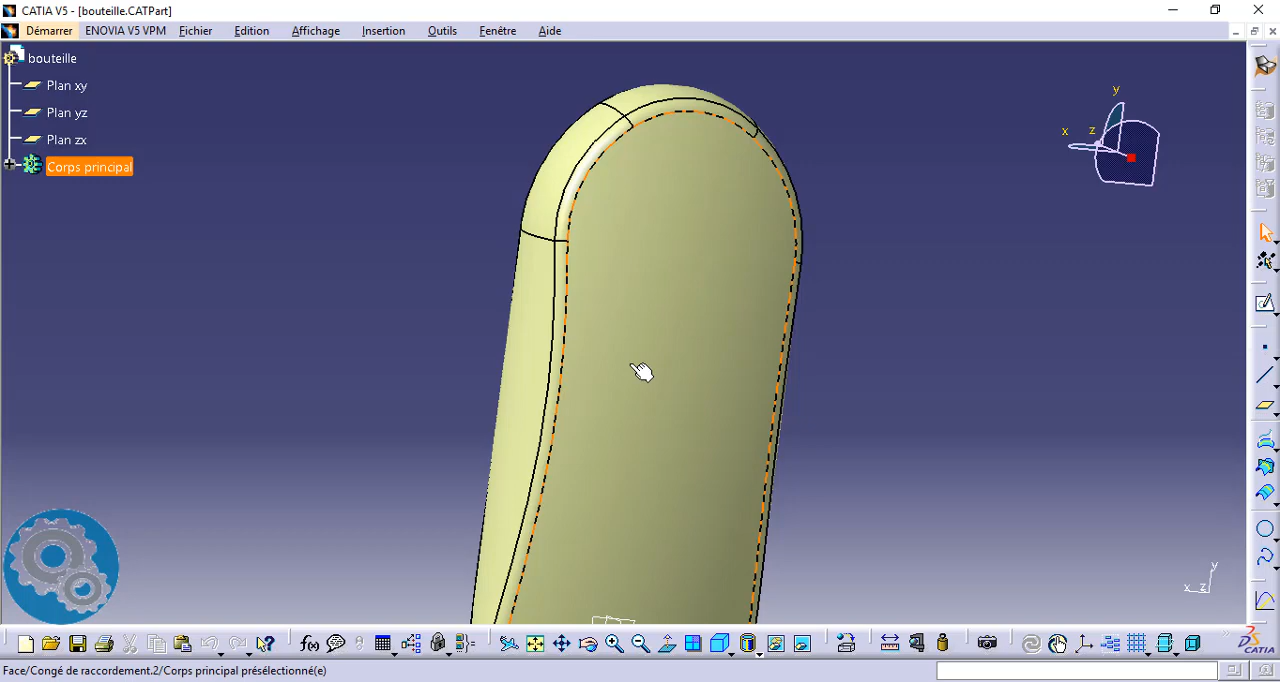 CATIA V5 - [bouteille.CATPart]
Démarrer ENOVIA V5 VPM Fichier Edition Affichage Insertion Outils Fenêtre Aide
bouteille
Plan xy
Plan yz
Plan zx
Corps principal
y
x z
y
x z
f(x)
CATIA
Face/Congé de raccordement.2/Corps principal présélectionné(e)